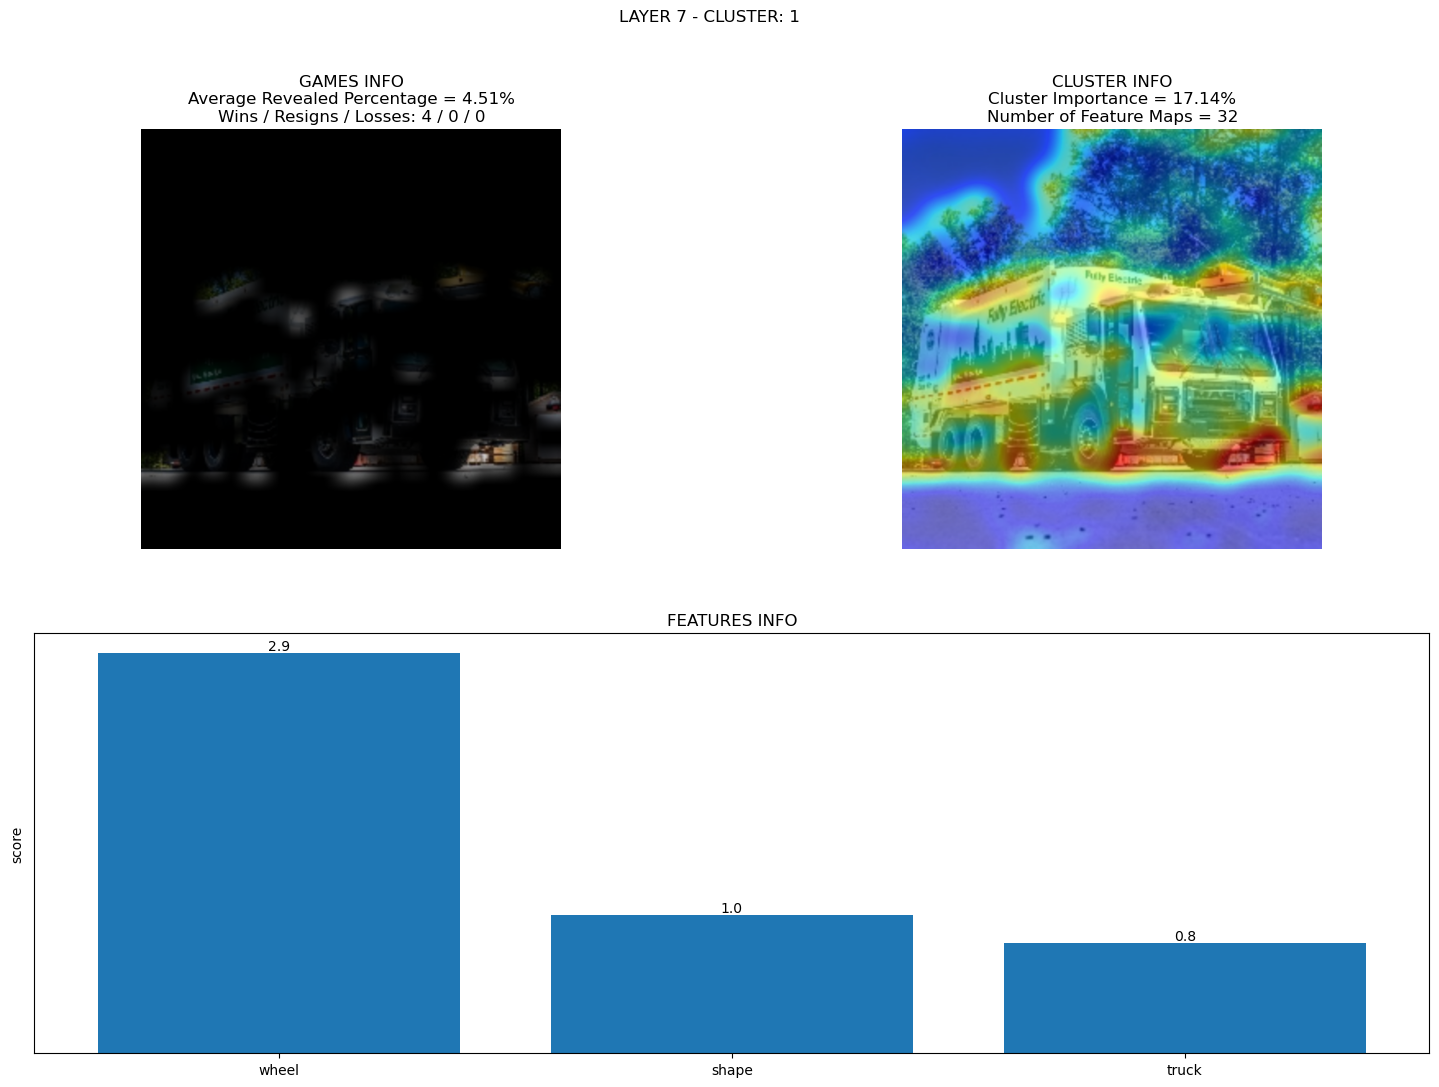 LAYER 7 - CLUSTER: 1
GAMES INFO
Average Revealed Percentage = 4.51%
Wins / Resigns / Losses: 4 / 0 / 0
CLUSTER INFO
Cluster Importance = 17.14%
Number of Feature Maps = 32
Fully Electric
Fully Electric
FEATURES INFO
score
2.9
1.0
0.8
wheel
shape
truck